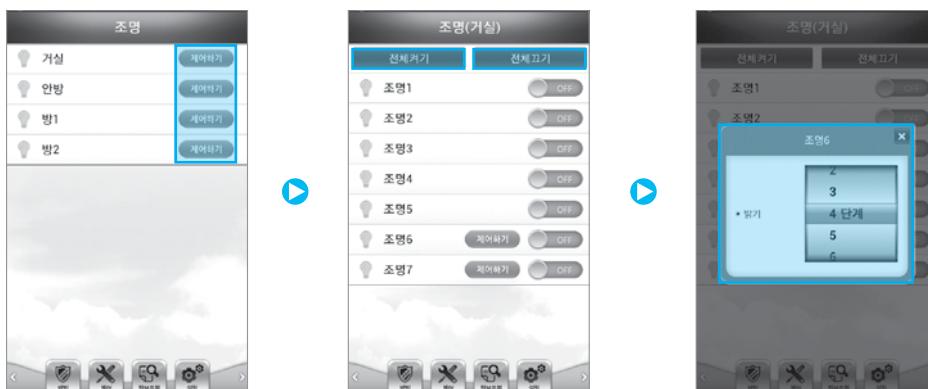 조명
거실 제어하기
안방 제어하기
방1 제어하기
방2 제어하기
제어
조명(거실)
전체켜기 전체끄기
조명1 OFF
조명2 OFF
조명3 OFF
조명4 OFF
조명5 OFF
조명6 제어하기 OFF
조명7 제어하기 OFF
제어
조명(거실)
전체켜기 전체끄기
조명1 OFF
조명2
조명6
2
3
• 밝기 4 단계
5
6